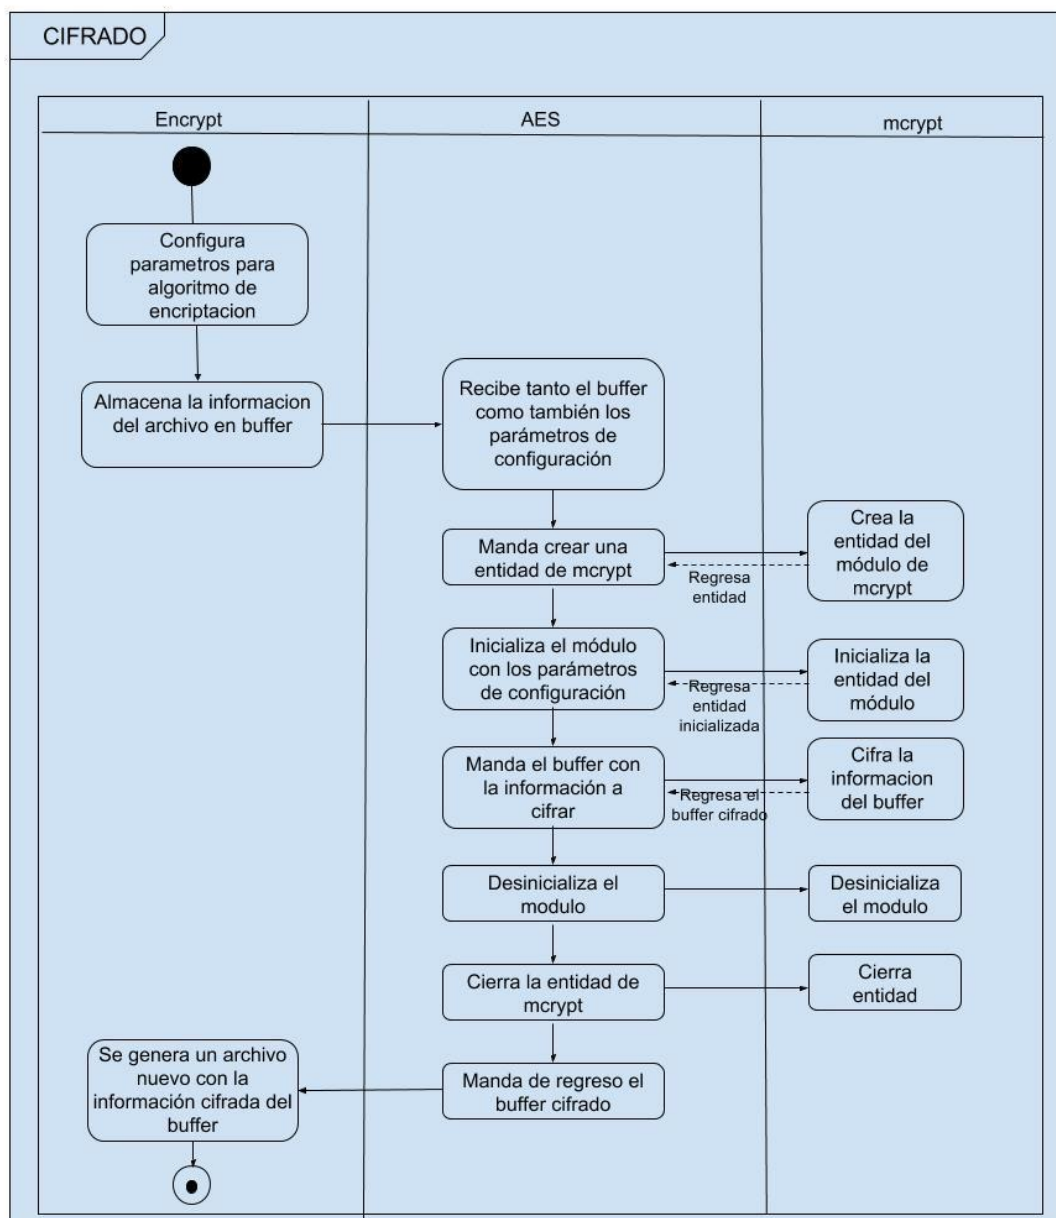 CIFRADO
Encrypt
AES
mcrypt
Configura
parametros para
algoritmo de
encriptacion
Almacena la informacion
del archivo en buffer
Recibe tanto el buffer
como también los
parámetros de
configuración
Manda crear una
entidad de mcrypt
Regresa
entidad
Crea la
entidad del
módulo de
mcrypt
Inicializa el módulo
con los parámetros
de configuración
Regresa
entidad
inicializada
Inicializa la
entidad del
módulo
Manda el buffer con
la información a
cifrar
Regresa el
buffer cifrado
Cifra la
informacion
del buffer
Desinicializa el
modulo
Desinicializa
el modulo
Cierra la entidad de
mcrypt
Cierra
entidad
Manda de regreso el
buffer cifrado
Se genera un archivo
nuevo con la
información cifrada del
buffer